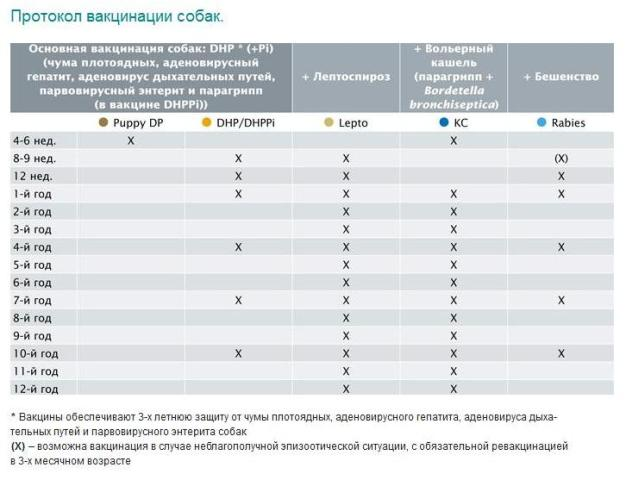 Протокол вакцинации собак.
Основная вакцинация собак: DHP * (+Pi)
(чума плотоядных, аденовирусный
гепатит, аденовирус дыхательных путей,
парвовирусный энтерит и парагрипп
(в вакцине DHPPi))
+ Лептоспироз
+ Вольерный
кашель
(парагрипп +
Bordetella
bronchiseptica)
+ Бешенство
Puppy DP DHP/DHPPi Lepto KC Rabies
4-6 нед. X X
8-9 нед. X X (X)
12 нед. X X X
1-й год X X X X
2-й год X X
3-й год X X
4-й год X X X X
5-й год X X
6-й год X X
7-й год X X X X
8-й год X X
9-й год X X
10-й год X X X X
11-й год X X
12-й год X X
* Вакцины обеспечивают 3-х летнюю защиту от чумы плотоядных, аденовирусного гепатита, аденовируса дыха-
тельных путей и парвовирусного энтерита собак
(X) – возможна вакцинация в случае неблагополучной эпизоотической ситуации, с обязательной ревакцинацией
в 3-х месячном возрасте